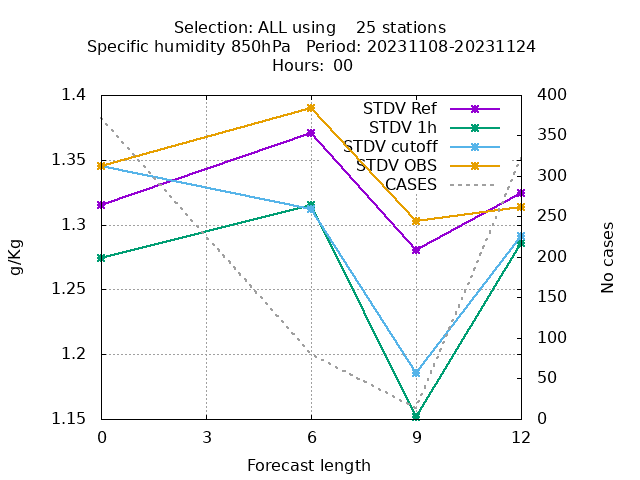 Selection: ALL using    25 stations
Specific humidity 850hPa   Period: 20231108-20231124
Hours:  00
1.4
1.35
1.3
1.25
1.2
1.15
g/Kg
STDV Ref
STDV 1h
STDV cutoff
STDV OBS
CASES
400
350
300
250
200
150
100
50
0
No cases
0
3
6
9
12
Forecast length